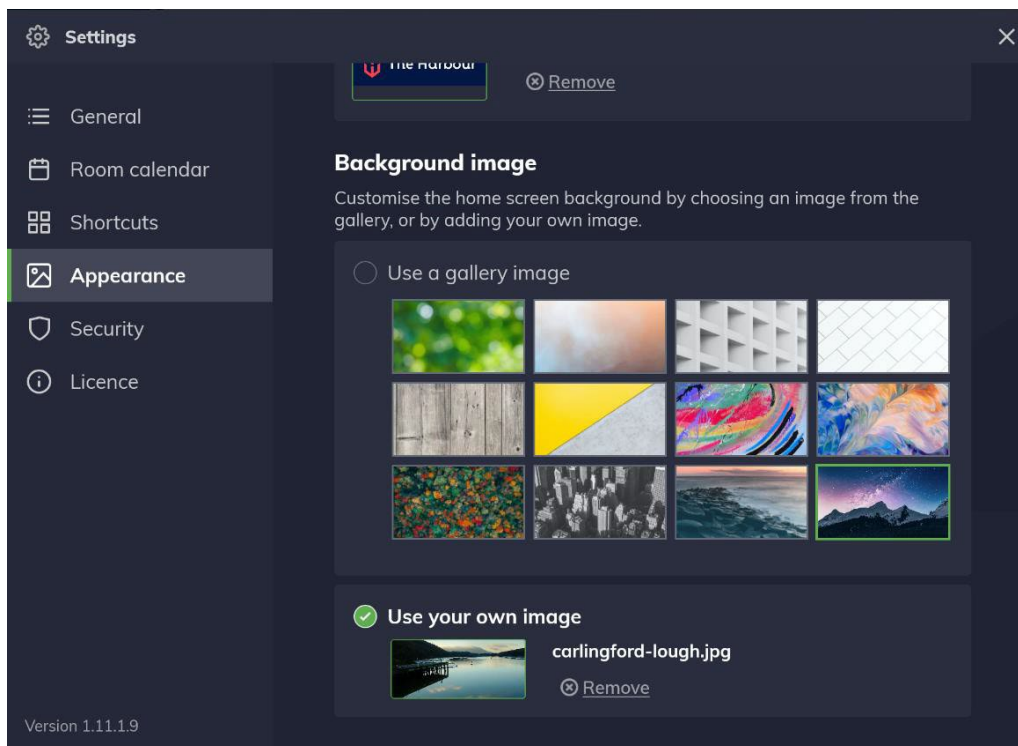 Settings
The Harbour
Remove
General
Room calendar
Shortcuts
Appearance
Security
Licence
Version 1.11.1.9
Background image
Customise the home screen background by choosing an image from the
gallery, or by adding your own image.
Use a gallery image
Use your own image
carlingford-lough.jpg
Remove